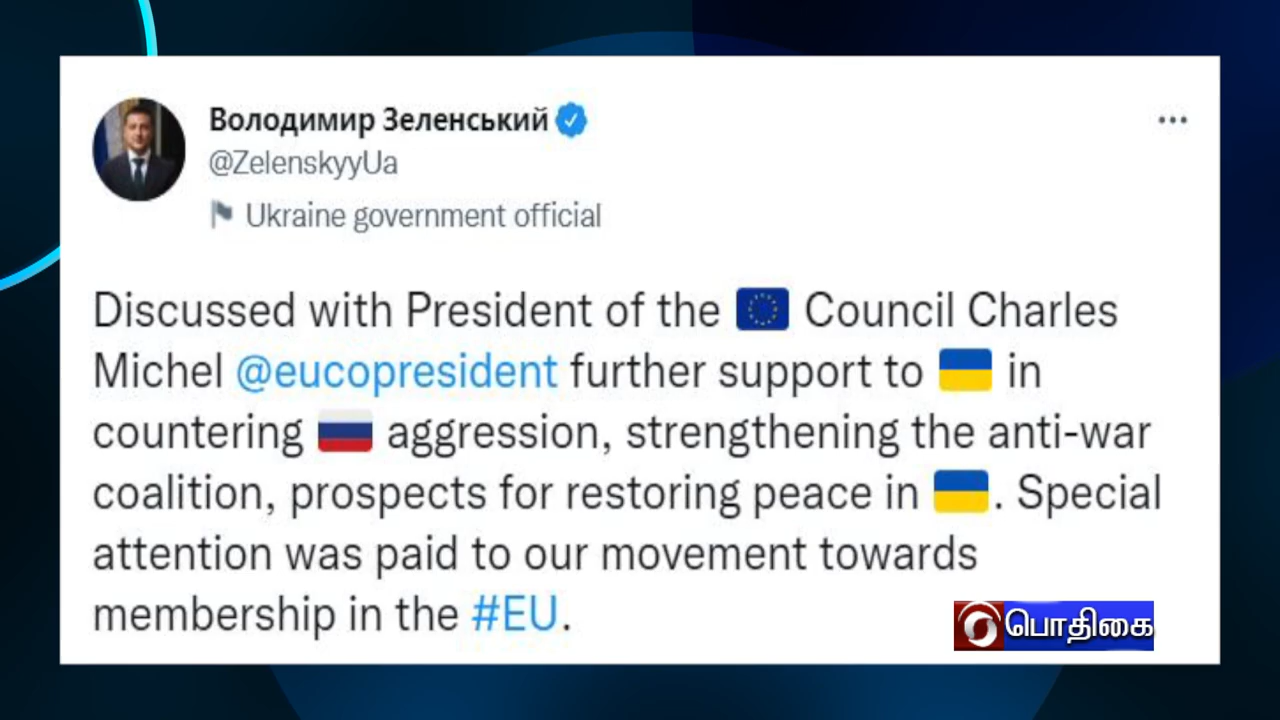 Володимир Зеленський
@ZelenskyyUa
Ukraine government official
Discussed with President of the 🇪🇺 Council Charles
Michel @eucopresident further support to 🇺🇦 in
countering 🇷🇺 aggression, strengthening the anti-war
coalition, prospects for restoring peace in 🇺🇦. Special
attention was paid to our movement towards
membership in the #EU.
பொதிகை